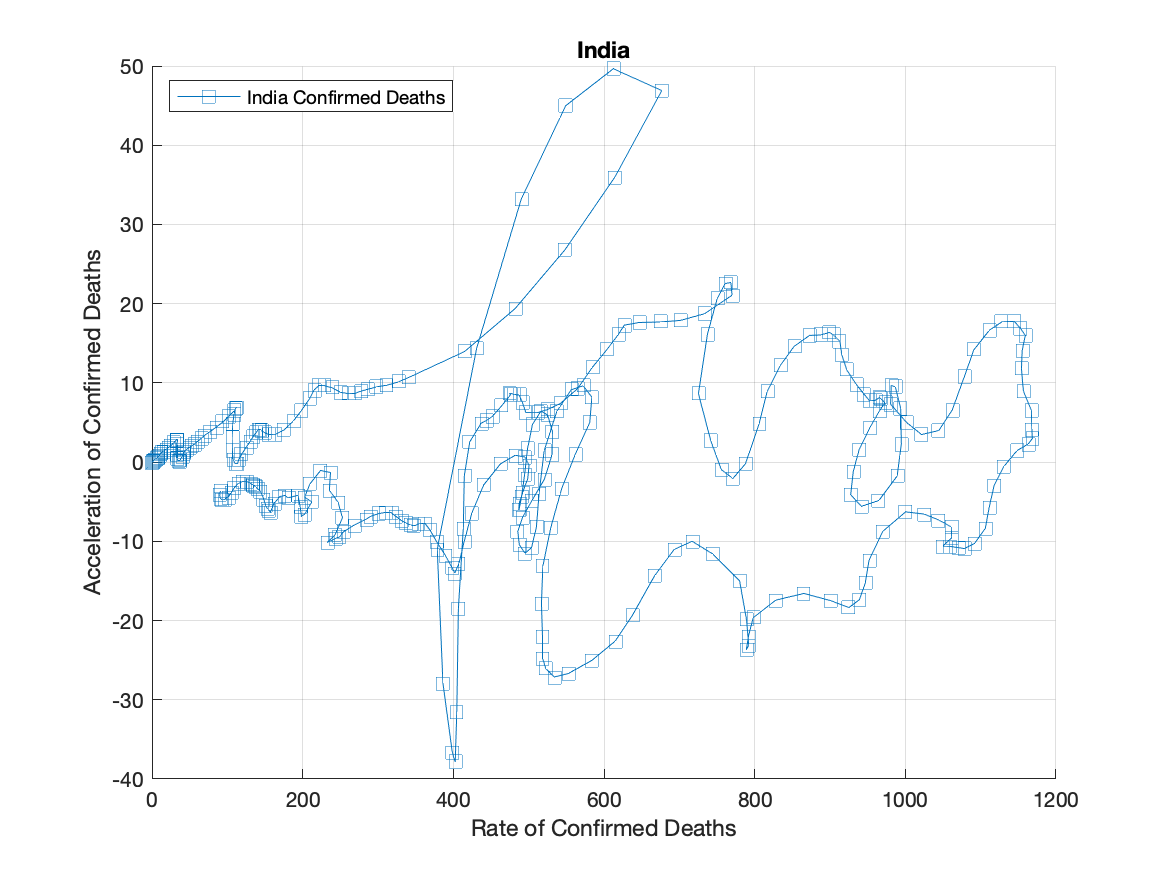 India
India Confirmed Deaths
50
40
30
20
10
0
-10
-20
-30
-40
Acceleration of Confirmed Deaths
0 200 400 600 800 1000 1200
Rate of Confirmed Deaths